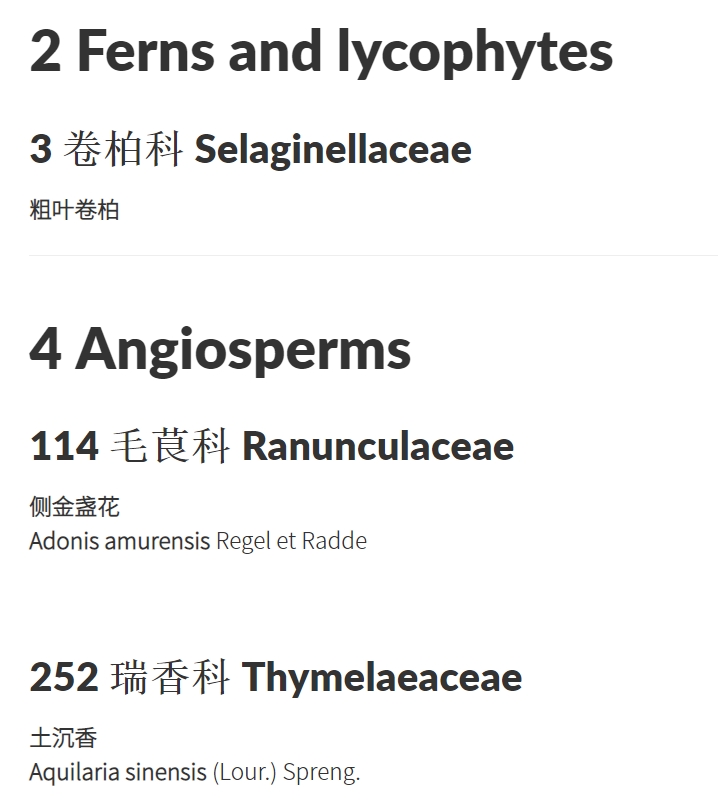 2 Ferns and lycophytes
3 卷柏科 Selaginellaceae
粗叶卷柏
4 Angiosperms
114 毛茛科 Ranunculaceae
侧金盏花
Adonis amurensis Regel et Radde
252 瑞香科 Thymelaeaceae
土沉香
Aquilaria sinensis (Lour.) Spreng.